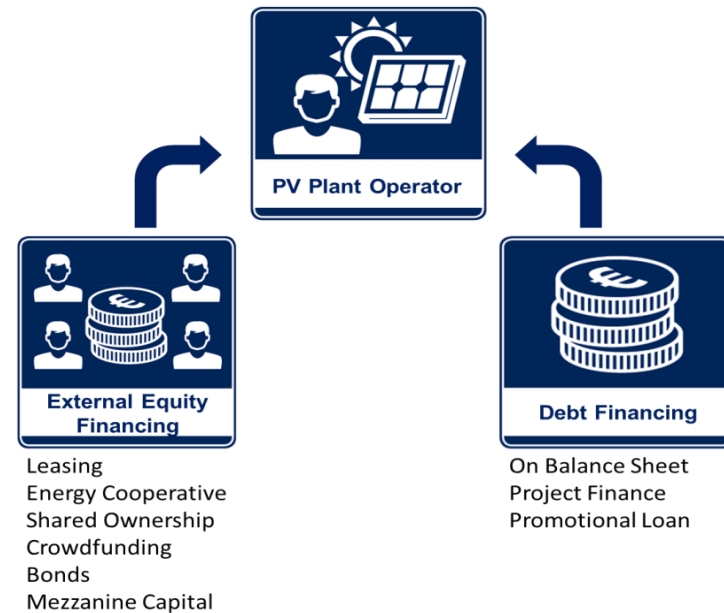 PV Plant Operator
External Equity
Financing
Leasing
Energy Cooperative
Shared Ownership
Crowdfunding
Bonds
Mezzanine Capital
Debt Financing
On Balance Sheet
Project Finance
Promotional Loan